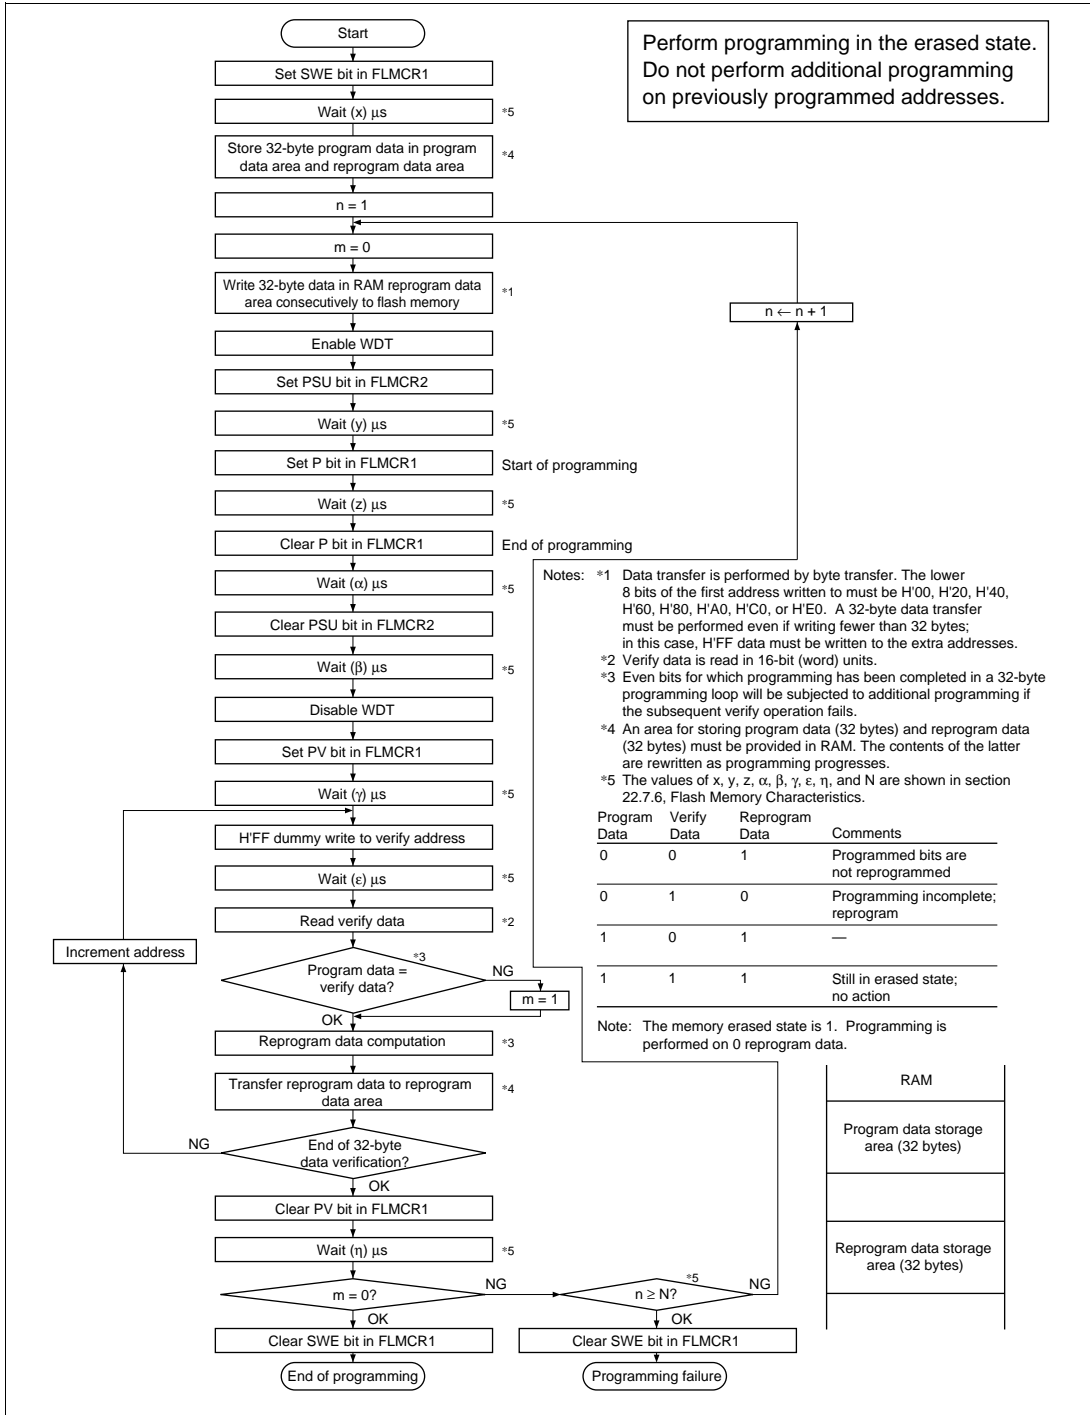 Start
Perform programming in the erased state.
Do not perform additional programming
on previously programmed addresses.
Set SWE bit in FLMCR1
Wait (x) µs
*5
Store 32-byte program data in program
data area and reprogram data area
*4
n = 1
m = 0
Write 32-byte data in RAM reprogram data
area consecutively to flash memory
*1
n ← n + 1
Enable WDT
Set PSU bit in FLMCR2
Wait (y) µs
*5
Set P bit in FLMCR1
Start of programming
Wait (z) µs
*5
Clear P bit in FLMCR1
End of programming
Wait (α) µs
*5
Clear PSU bit in FLMCR2
Wait (β) µs
*5
Disable WDT
Set PV bit in FLMCR1
Wait (γ) µs
*5
H'FF dummy write to verify address
Wait (ε) µs
*5
Read verify data
*2
Increment address
*3
Program data =
verify data?
NG
m = 1
OK
Reprogram data computation
*3
Transfer reprogram data to reprogram
data area
*4
NG
End of 32-byte
data verification?
OK
Clear PV bit in FLMCR1
Wait (η) µs
*5
m = 0?
NG
*5
n ≥ N?
NG
OK
OK
Clear SWE bit in FLMCR1
Clear SWE bit in FLMCR1
End of programming
Programming failure
Notes: *1 Data transfer is performed by byte transfer. The lower
8 bits of the first address written to must be H'00, H'20, H'40,
H'60, H'80, H'A0, H'C0, or H'E0. A 32-byte data transfer
must be performed even if writing fewer than 32 bytes;
in this case, H'FF data must be written to the extra addresses.
*2 Verify data is read in 16-bit (word) units.
*3 Even bits for which programming has been completed in a 32-byte
programming loop will be subjected to additional programming if
the subsequent verify operation fails.
*4 An area for storing program data (32 bytes) and reprogram data
(32 bytes) must be provided in RAM. The contents of the latter
are rewritten as programming progresses.
*5 The values of x, y, z, α, β, γ, ε, η, and N are shown in section
22.7.6, Flash Memory Characteristics.
Program Verify Reprogram
Data Data Data Comments
0 0 1 Programmed bits are
not reprogrammed
0 1 0 Programming incomplete;
reprogram
1 0 1 —
1 1 1 Still in erased state;
no action
Note: The memory erased state is 1. Programming is
performed on 0 reprogram data.
RAM
Program data storage
area (32 bytes)
Reprogram data storage
area (32 bytes)